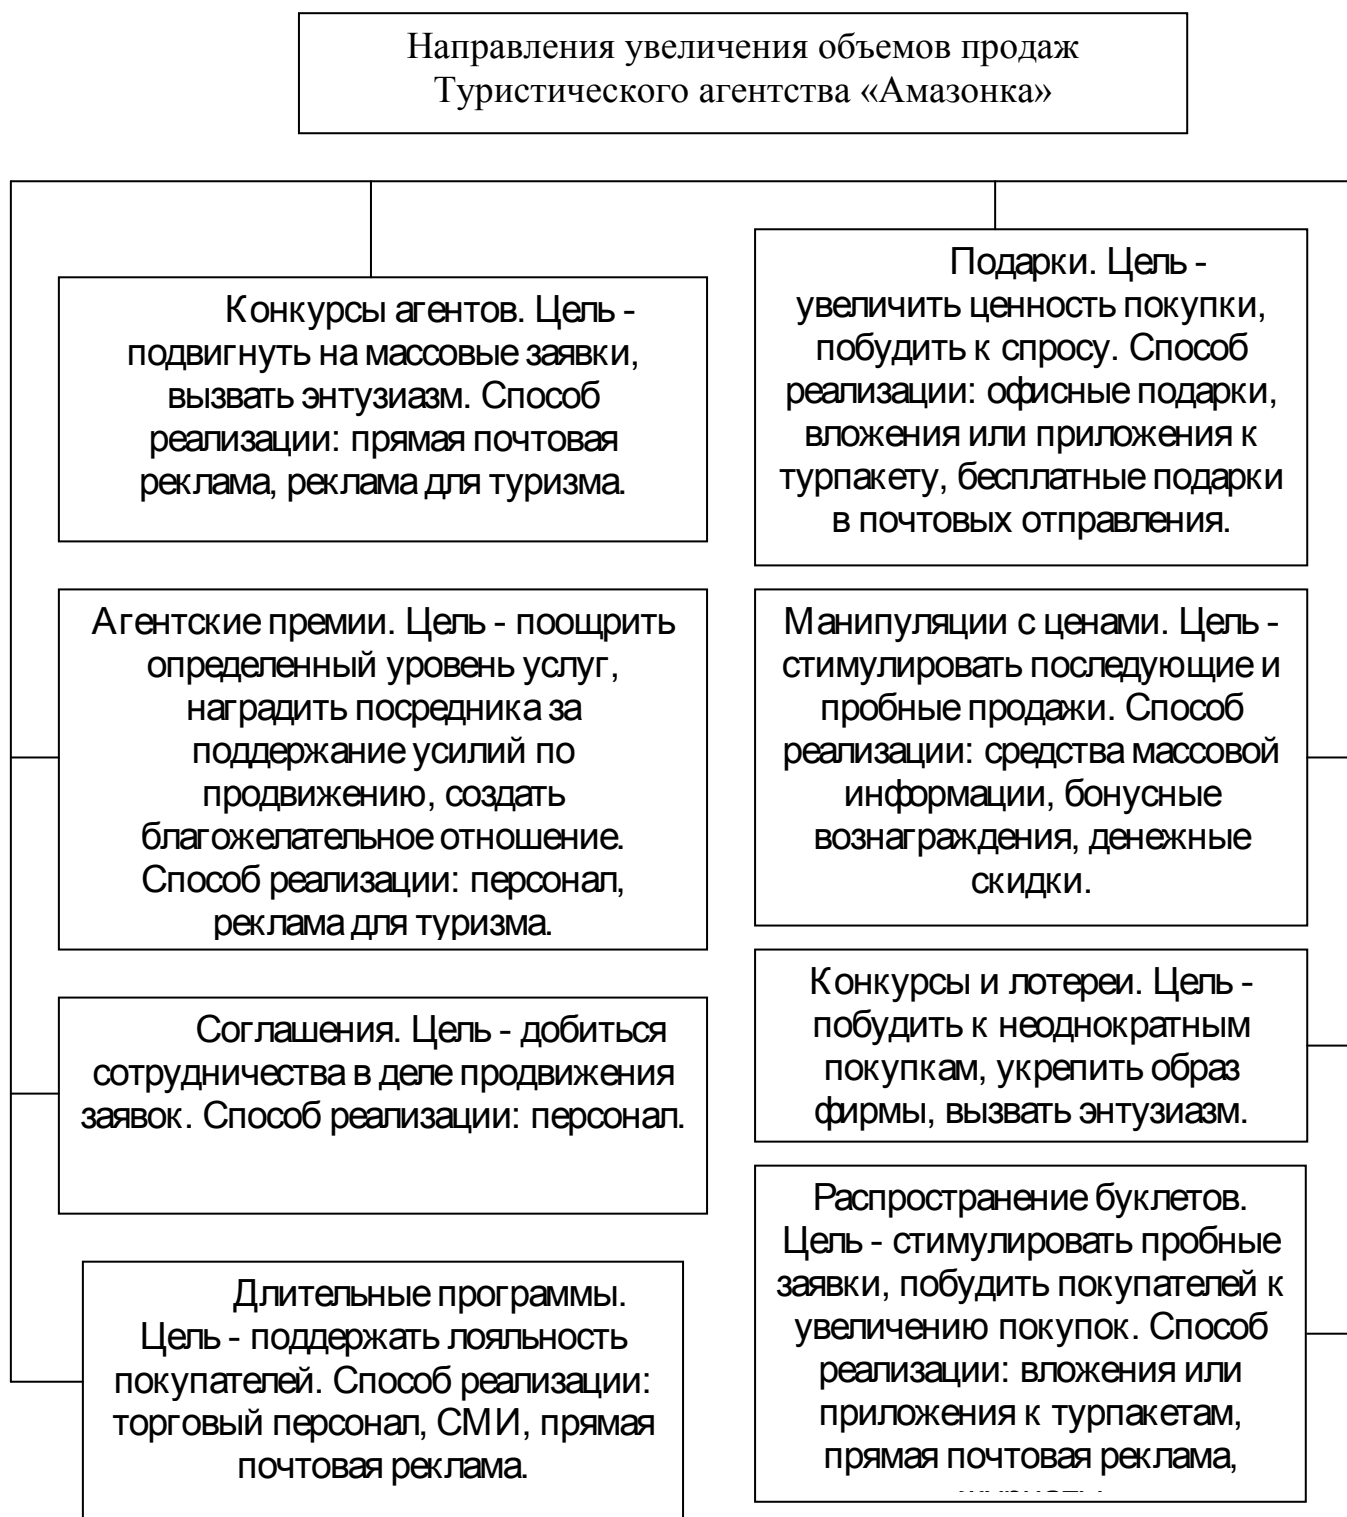 Направления увеличения объемов продаж
Туристического агентства «Амазонка»
Конкурсы агентов. Цель -
подвигнуть на массовые заявки,
вызвать энтузиазм. Способ
реализации: прямая почтовая
реклама, реклама для туризма.
Агентские премии. Цель - поощрить
определенный уровень услуг,
наградить посредника за
поддержание усилий по
продвижению, создать
благожелательное отношение.
Способ реализации: персонал,
реклама для туризма.
Соглашения. Цель - добиться
сотрудничества в деле продвижения
заявок. Способ реализации: персонал.
Длительные программы.
Цель - поддержать лояльность
покупателей. Способ реализации:
торговый персонал, СМИ, прямая
почтовая реклама.
Подарки. Цель -
увеличить ценность покупки,
побудить к спросу. Способ
реализации: офисные подарки,
вложения или приложения к
турпакету, бесплатные подарки
в почтовых отправления.
Манипуляции с ценами. Цель -
стимулировать последующие и
пробные продажи. Способ
реализации: средства массовой
информации, бонусные
вознаграждения, денежные
скидки.
Конкурсы и лотереи. Цель -
побудить к неоднократным
покупкам, укрепить образ
фирмы, вызвать энтузиазм.
Распространение буклетов.
Цель - стимулировать пробные
заявки, побудить покупателей к
увеличению покупок. Способ
реализации: вложения или
приложения к турпакетам,
прямая почтовая реклама,